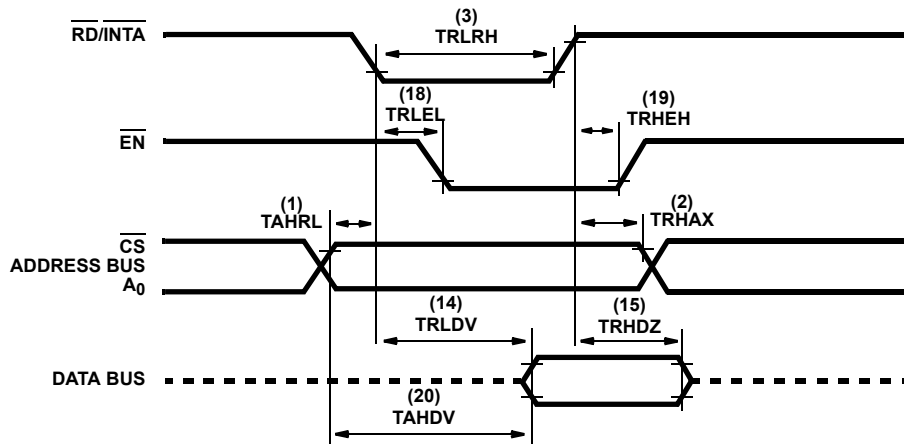 (3)
RD/INTA
TRLRH
(18)
TRLEL
(19)
TRHEH
EN
(1)
TAHRL
(2)
TRHAX
CS
ADDRESS BUS
A0
(14)
TRLDV
(15)
TRHDZ
DATA BUS
(20)
TAHDV